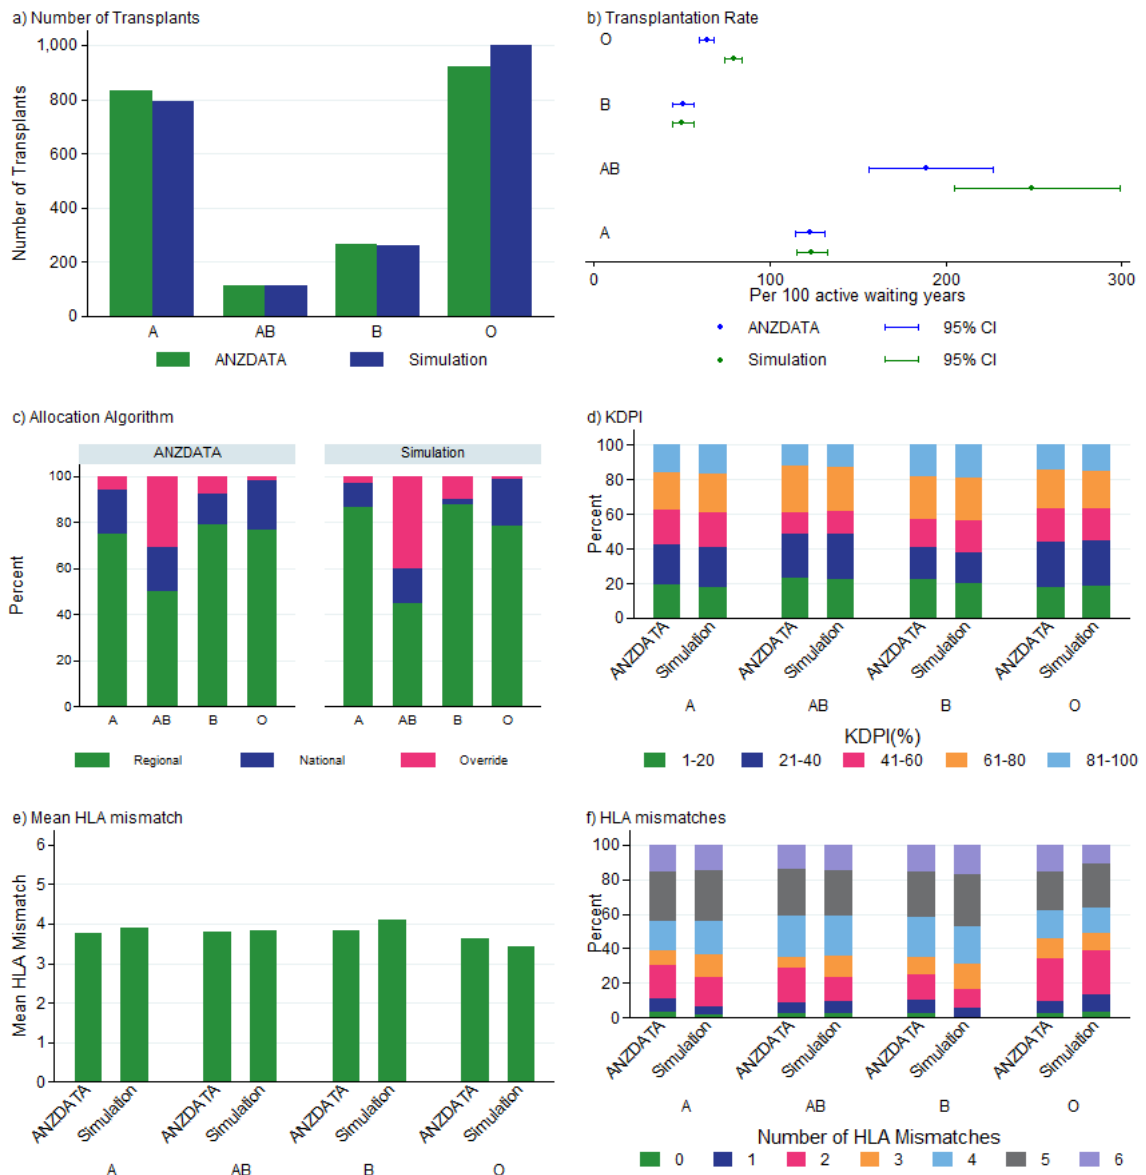 a) Number of Transplants
Number of Transplants
1,000
800
600
400
200
0
A AB B O
ANZDATA Simulation
b) Transplantation Rate
O
B
AB
A
0 100 200 300
Per 100 active waiting years
ANZDATA 95% CI
Simulation 95% CI
c) Allocation Algorithm
ANZDATA Simulation
Percent
100
80
60
40
20
0
A AB B O A AB B O
Regional National Override
d) KDPI
Percent
100
80
60
40
20
0
ANZDATA Simulation ANZDATA Simulation ANZDATA Simulation ANZDATA Simulation
A AB B O
KDPI(%)
1-20 21-40 41-60 61-80 81-100
e) Mean HLA mismatch
Mean HLA Mismatch
6
5
4
3
2
1
0
ANZDATA Simulation ANZDATA Simulation ANZDATA Simulation ANZDATA Simulation
A AB B O
f) HLA mismatches
Percent
100
80
60
40
20
0
ANZDATA Simulation ANZDATA Simulation ANZDATA Simulation ANZDATA Simulation
A AB B O
Number of HLA Mismatches
0 1 2 3 4 5 6